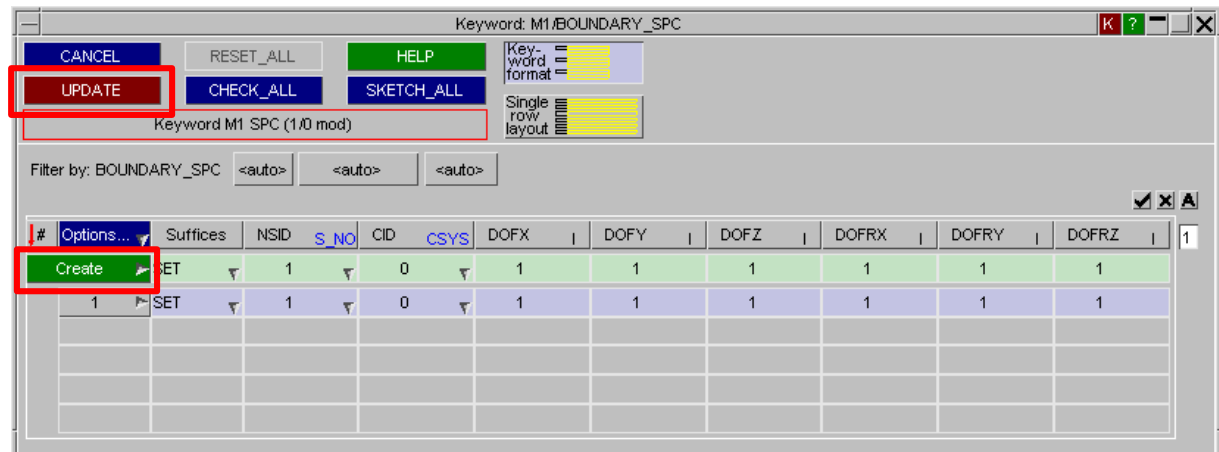 Keyword: M1/BOUNDARY_SPC K ?
CANCEL RESET_ALL HELP Key-
word
format
UPDATE CHECK_ALL SKETCH_ALL Single
row
layout
Keyword M1 SPC (1/0 mod)
Filter by: BOUNDARY_SPC <auto> <auto> <auto>
A
# Options... Suffices NSID S_NO CID CSYS DOFX DOFY DOFZ DOFRX DOFRY DOFRZ 1
Create SET 1 0 1 1 1 1 1 1
1 SET 1 0 1 1 1 1 1 1